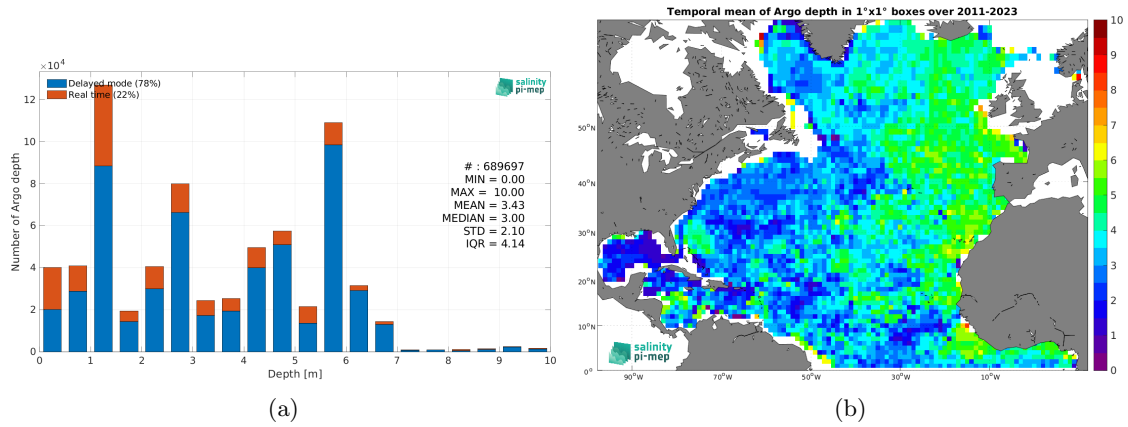 ×10⁴
Delayed mode (78%)
Real time (22%)
salinity
pi-mep
# : 689697
MIN = 0.00
MAX = 10.00
MEAN = 3.43
MEDIAN = 3.00
STD = 2.10
IQR = 4.14
Number of Argo depth
12
10
8
6
4
2
0
0 1 2 3 4 5 6 7 8 9 10
Depth [m]
(a)
Temporal mean of Argo depth in 1°x1° boxes over 2011-2023
50°N
40°N
30°N
20°N
10°N
0°
90°W 70°W 50°W 30°W 10°W
salinity
pi-mep
10
9
8
7
6
5
4
3
2
1
0
(b)